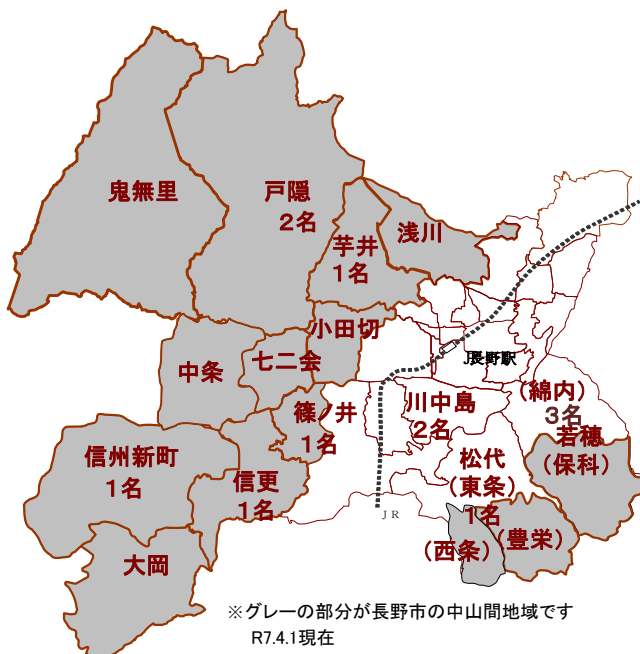 鬼無里
戸隠
2名
芋井
1名
浅川
小田切
七二会
中条
JR長野駅
篠ノ井
1名
川中島
2名
(綿内)
3名
若穂
(保科)
信州新町
1名
信更
1名
松代
(東条)
1名
(西条)
(豊栄)
大岡
JR
※グレーの部分が長野市の中山間地域です
R7.4.1現在